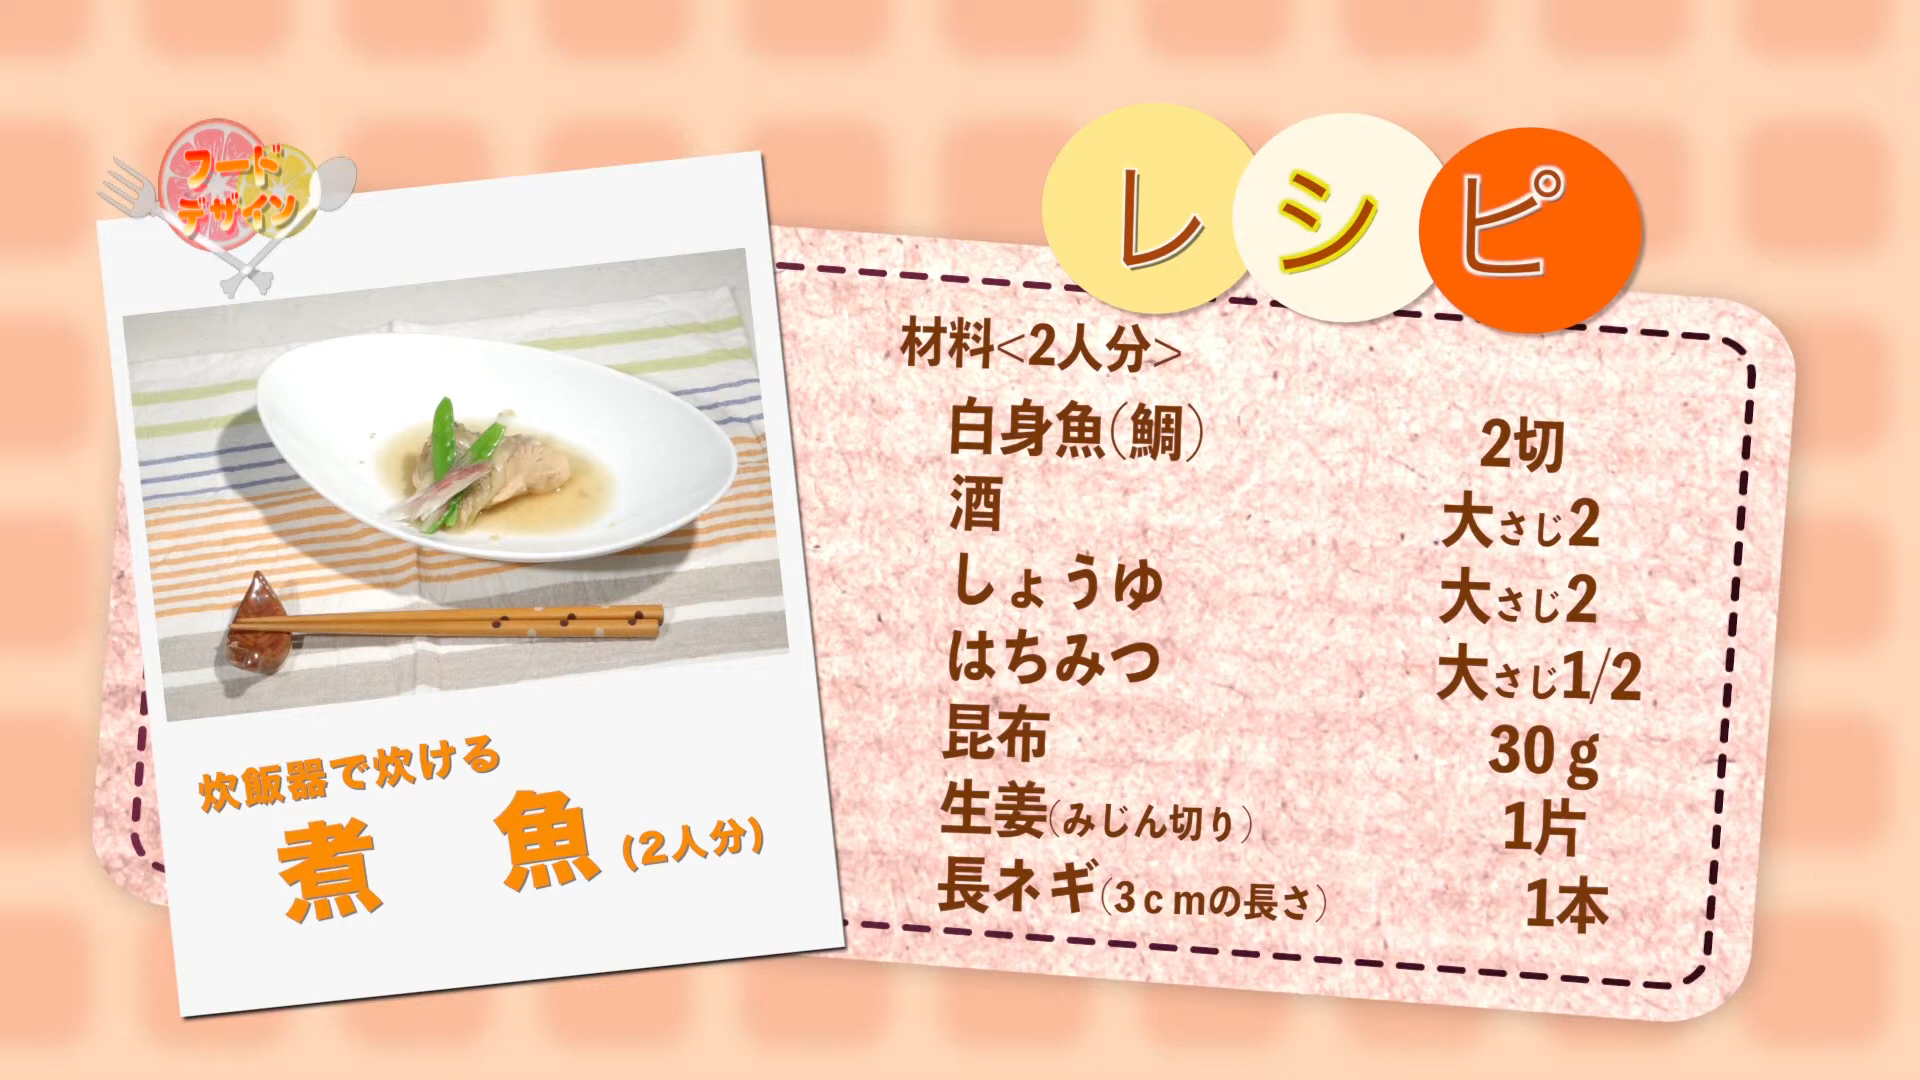 フード
デザイン
レシピ
材料<2人分>
白身魚(鯛) 2切
酒 大さじ2
しょうゆ 大さじ2
はちみつ 大さじ1/2
昆布 30g
生姜(みじん切り) 1片
長ネギ(3cmの長さ) 1本
炊飯器で炊ける
煮 魚 (2人分)